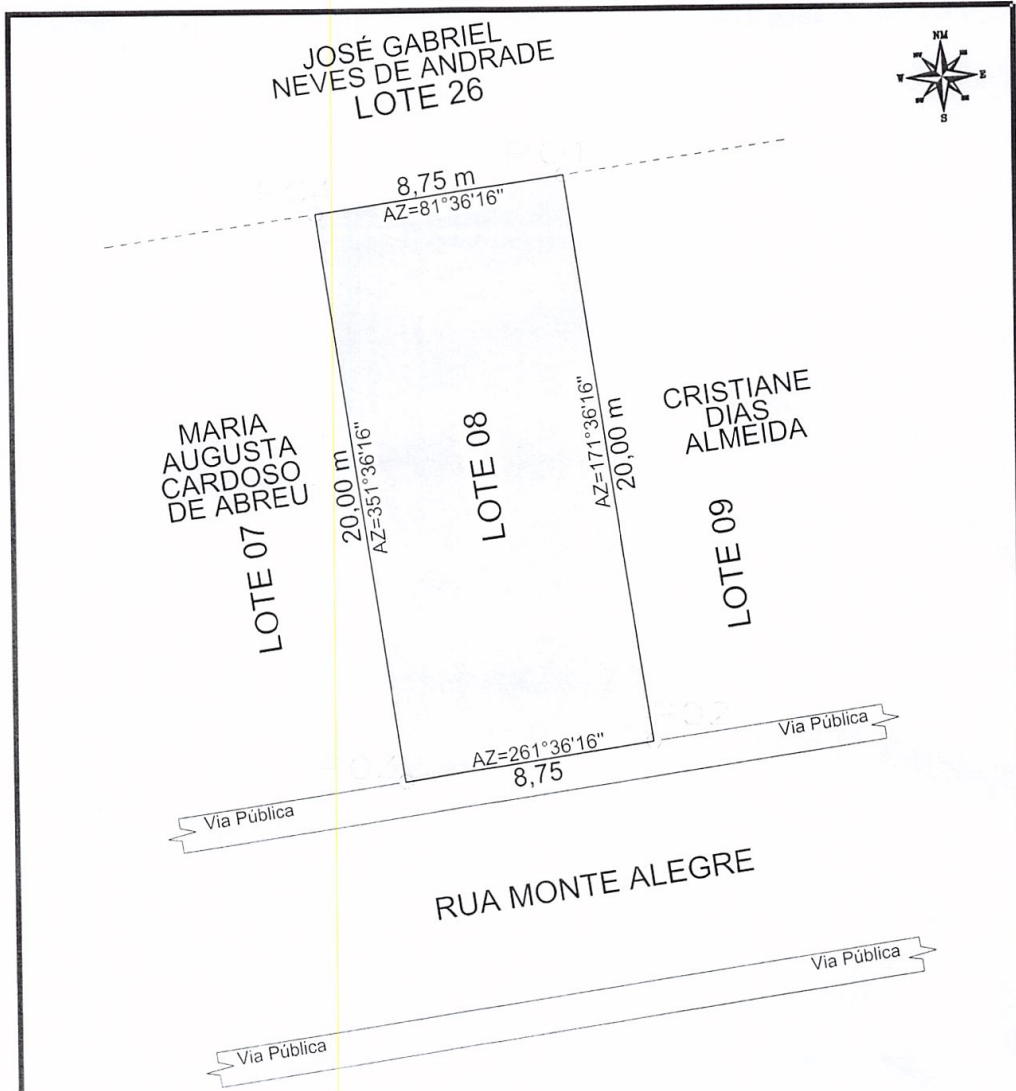 JOSÉ GABRIEL
NEVES DE ANDRADE
LOTE 26
NM
W
E
S
8,75 m
AZ=81°36'16"
MARIA
AUGUSTA
CARDOSO
DE ABREU
LOTE 07
20,00 m
AZ=351°36'16"
LOTE 08
AZ=171°36'16"
20,00 m
CRISTIANE
DIAS
ALMEIDA
LOTE 09
AZ=261°36'16"
8,75
Via Pública
Via Pública
RUA MONTE ALEGRE
Via Pública
Via Pública